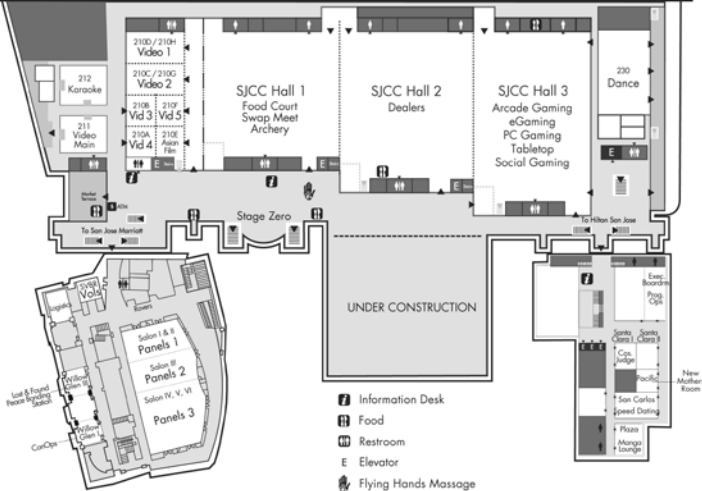 210D / 210H
Video 1
210C / 210G
Video 2
210B
Vid 3
210F
Vid 5
210A
Vid 4
210E
Asian
Film
212
Karaoke
211
Video
Main
SJCC Hall 1
Food Court
Swap Meet
Archery
SJCC Hall 2
Dealers
SJCC Hall 3
Arcade Gaming
eGaming
PC Gaming
Tabletop
Social Gaming
230
Dance
E
E
E
E
Market
Terrace
ATM
Stage Zero
To San Jose Marriott
To Hilton San Jose
UNDER CONSTRUCTION
SVBR
Vols
Logistics
Rovers
Salon I & II
Panels 1
Salon III
Panels 2
Salon IV, V, VI
Panels 3
Willow
Glen III
Willow
Glen I
Lost & Found
Peace Bonding
Station
ConOps
Exec.
Boardrm
Prog.
Ops
Santa
Clara I
Santa
Clara II
Cos.
Judge
Pacific
New
Mothers
Room
San Carlos
Speed Dating
Plaza
Manga
Lounge
E E E
i Information Desk
Food
Restroom
E Elevator
Flying Hands Massage